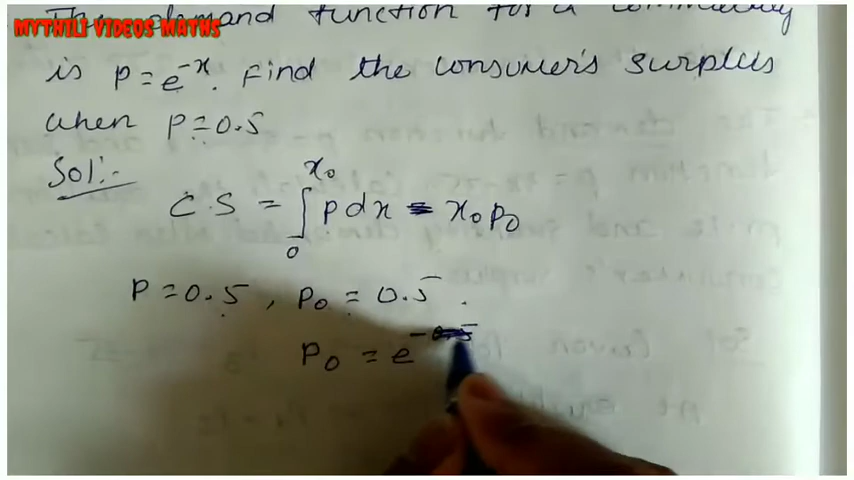 MYTHILI VIDEOS MATHS
demand function for a commodity
is p = e^-x. Find the consumer's surplus
when p = 0.5
Sol:-
C.S = ∫₀^x₀ p dx - x₀p₀
P = 0.5, P₀ = 0.5.
P₀ = e^-